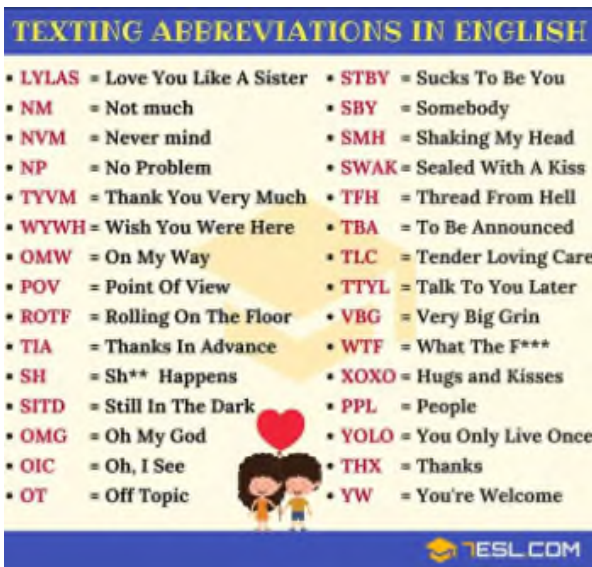 TEXTING ABBREVIATIONS IN ENGLISH
• LYLAS = Love You Like A Sister
• NM = Not much
• NVM = Never mind
• NP = No Problem
• TYVM = Thank You Very Much
• WYWH = Wish You Were Here
• OMW = On My Way
• POV = Point Of View
• ROTF = Rolling On The Floor
• TIA = Thanks In Advance
• SH = Sh** Happens
• SITD = Still In The Dark
• OMG = Oh My God
• OIC = Oh, I See
• OT = Off Topic
• STBY = Sucks To Be You
• SBY = Somebody
• SMH = Shaking My Head
• SWAK = Sealed With A Kiss
• TFH = Thread From Hell
• TBA = To Be Announced
• TLC = Tender Loving Care
• TTYL = Talk To You Later
• VBG = Very Big Grin
• WTF = What The F***
• XOXO = Hugs and Kisses
• PPL = People
• YOLO = You Only Live Once
• THX = Thanks
• YW = You're Welcome
7ESL.COM